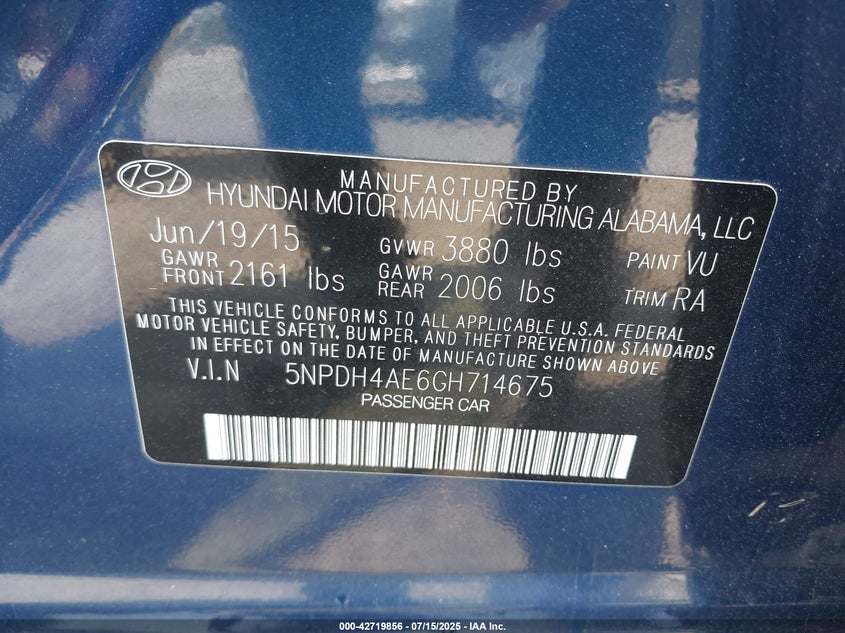 MANUFACTURED BY
HYUNDAI MOTOR MANUFACTURING ALABAMA, LLC
Jun/19/15 GVWR 3880 lbs PAINT VU
GAWR FRONT 2161 lbs GAWR REAR 2006 lbs TRIM RA
THIS VEHICLE CONFORMS TO ALL APPLICABLE U.S.A. FEDERAL
MOTOR VEHICLE SAFETY, BUMPER, AND THEFT PREVENTION STANDARDS
IN EFFECT ON THE DATE OF MANUFACTURE SHOWN ABOVE
V.I.N 5NPDH4AE6GH714675
PASSENGER CAR
000-42719856 - 07/15/2025 - IAA Inc.